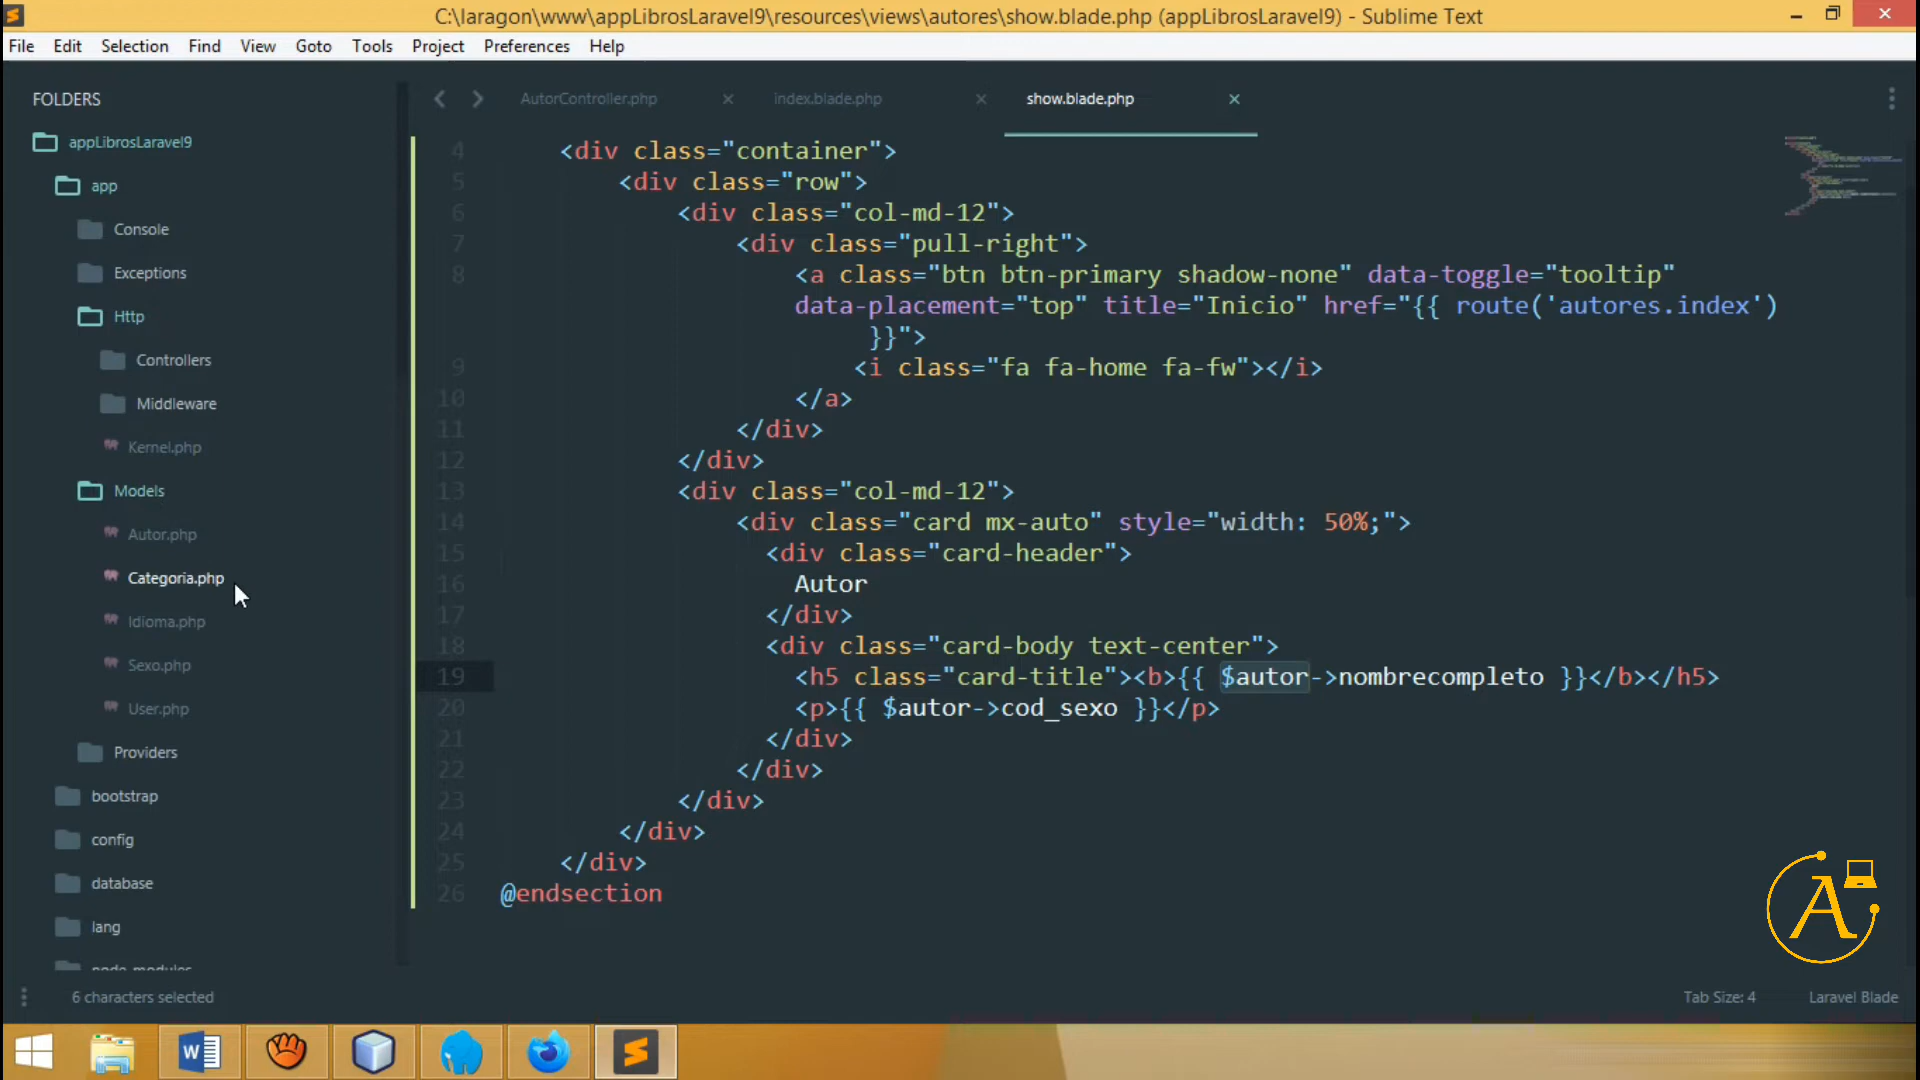 C:\laragon\www\appLibrosLaravel9\resources\views\autores\show.blade.php (appLibrosLaravel9) - Sublime Text
File Edit Selection Find View Goto Tools Project Preferences Help
FOLDERS
appLibrosLaravel9
app
Console
Exceptions
Http
Controllers
Middleware
Kernel.php
Models
Autor.php
Categoria.php
Idioma.php
Sexo.php
User.php
Providers
bootstrap
config
database
lang
node_modules
AutorController.php index.blade.php show.blade.php
4 <div class="container">
5 <div class="row">
6 <div class="col-md-12">
7 <div class="pull-right">
8 <a class="btn btn-primary shadow-none" data-toggle="tooltip"
data-placement="top" title="Inicio" href="{{ route('autores.index')
}}">
9 <i class="fa fa-home fa-fw"></i>
10 </a>
11 </div>
12 </div>
13 <div class="col-md-12">
14 <div class="card mx-auto" style="width: 50%;">
15 <div class="card-header">
16 Autor
17 </div>
18 <div class="card-body text-center">
19 <h5 class="card-title"><b>{{ $autor->nombrecompleto }}</b></h5>
20 <p>{{ $autor->cod_sexo }}</p>
21 </div>
22 </div>
23 </div>
24 </div>
25 </div>
26 @endsection
A
6 characters selected Tab Size: 4 Laravel Blade